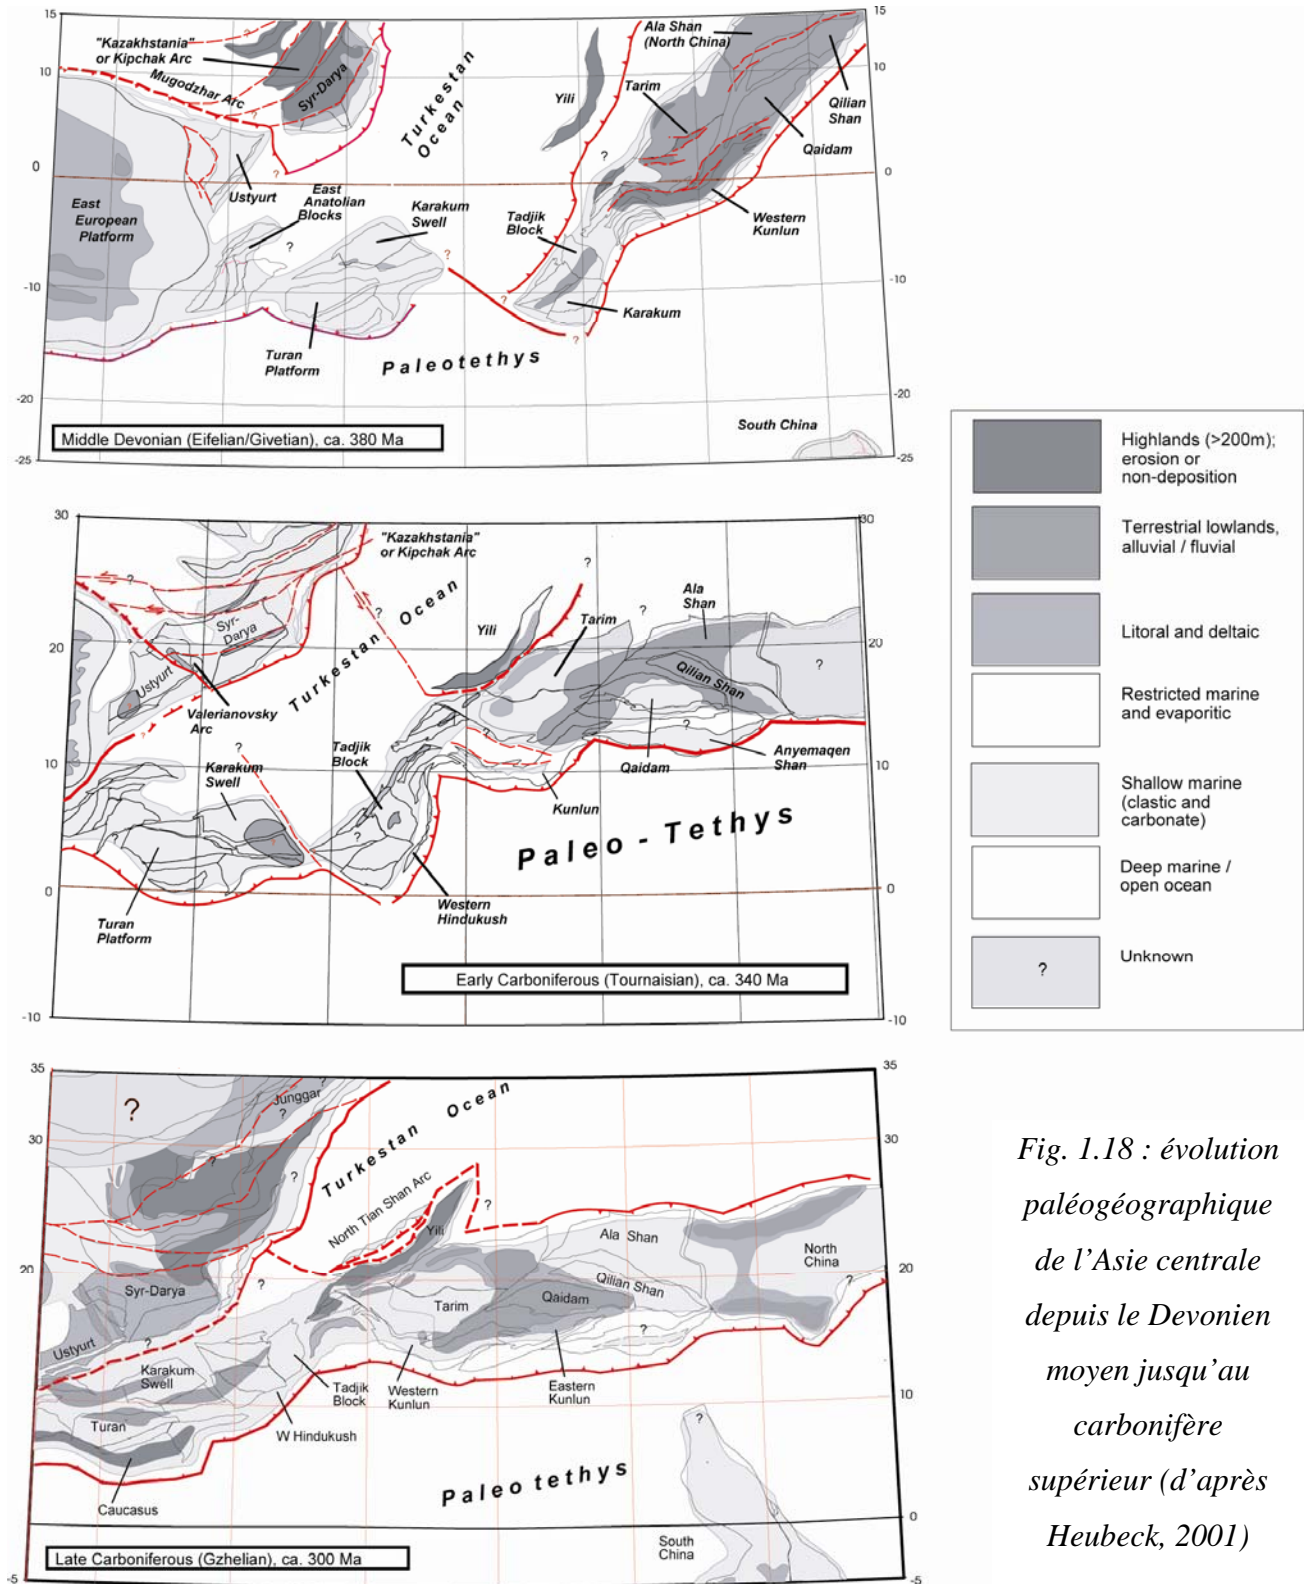 15
10
0
-10
-20
-25
15
10
0
-10
-20
-25
"Kazakhstania"
or Kipchak Arc
Mugodzhar Arc
Syr-Darya
Turkestan
Ocean
Yili
Ala Shan
(North China)
Tarim
Qilian
Shan
Qaidam
?
?
Ustyurt
East
Anatolian
Blocks
East
European
Platform
Karakum
Swell
Tadjik
Block
Western
Kunlun
?
?
?
Karakum
Turan
Platform
Paleotethys
?
South China
Middle Devonian (Eifelian/Givetian), ca. 380 Ma
30
20
10
0
-10
30
20
10
0
-10
"Kazakhstania"
or Kipchak Arc
?
?
?
?
Ala
Shan
Syr-
Darya
Turkestan Ocean
Yili
Tarim
?
Qilian Shan
?
Ustyurt
?
Valerianovsky
Arc
?
?
Karakum
Swell
Tadjik
Block
?
Qaidam
Anyemaqen
Shan
Kunlun
?
?
?
Paleo - Tethys
Turan
Platform
Western
Hindukush
Early Carboniferous (Tournaisian), ca. 340 Ma
35
30
20
-5
35
30
20
10
0
-5
?
Junggar
?
Turkestan Ocean
?
?
North Tian Shan Arc
Yili
?
Ala Shan
North
China
?
?
Syr-Darya
Qilian Shan
Tarim
Qaidam
Ustyurt
?
?
Karakum
Swell
Tadjik
Block
Western
Kunlun
Eastern
Kunlun
Turan
W Hindukush
?
Caucasus
Paleo tethys
South
China
Late Carboniferous (Gzhelian), ca. 300 Ma
Highlands (>200m);
erosion or
non-deposition
Terrestrial lowlands,
alluvial / fluvial
Litoral and deltaic
Restricted marine
and evaporitic
Shallow marine
(clastic and
carbonate)
Deep marine /
open ocean
?
Unknown
Fig. 1.18 : évolution
paléogéographique
de l’Asie centrale
depuis le Devonien
moyen jusqu’au
carbonifère
supérieur (d’après
Heubeck, 2001)